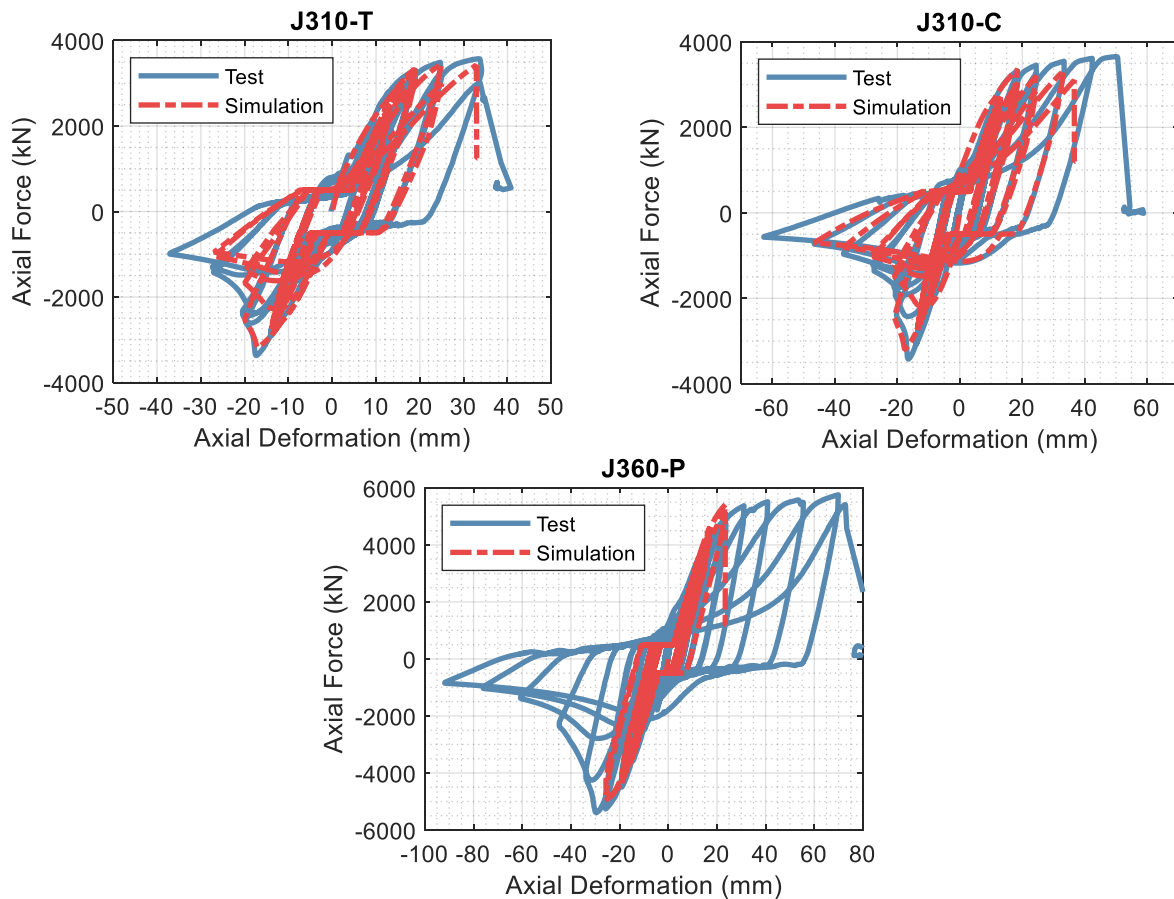 J310-T
4000
2000
0
-2000
-4000
Axial Force (kN)
Test
Simulation
-50 -40 -30 -20 -10 0 10 20 30 40 50
Axial Deformation (mm)
J310-C
4000
2000
0
-2000
-4000
Axial Force (kN)
Test
Simulation
-60 -40 -20 0 20 40 60
Axial Deformation (mm)
J360-P
6000
4000
2000
0
-2000
-4000
-6000
Axial Force (kN)
Test
Simulation
-100 -80 -60 -40 -20 0 20 40 60 80
Axial Deformation (mm)